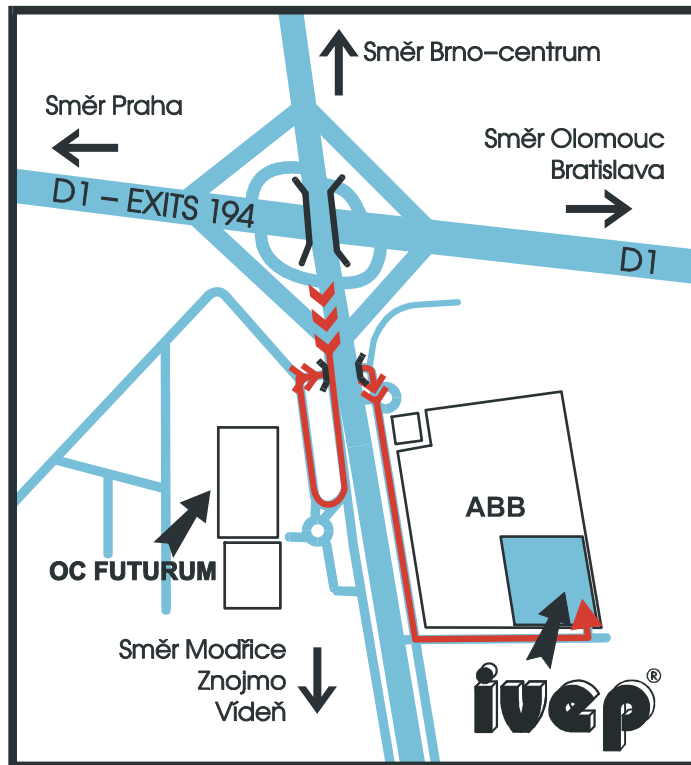 Směr Brno–centrum
Směr Praha
Směr Olomouc
Bratislava
D1 – EXITS 194
D1
ABB
OC FUTURUM
Směr Modřice
Znojmo
Vídeň
ivep®